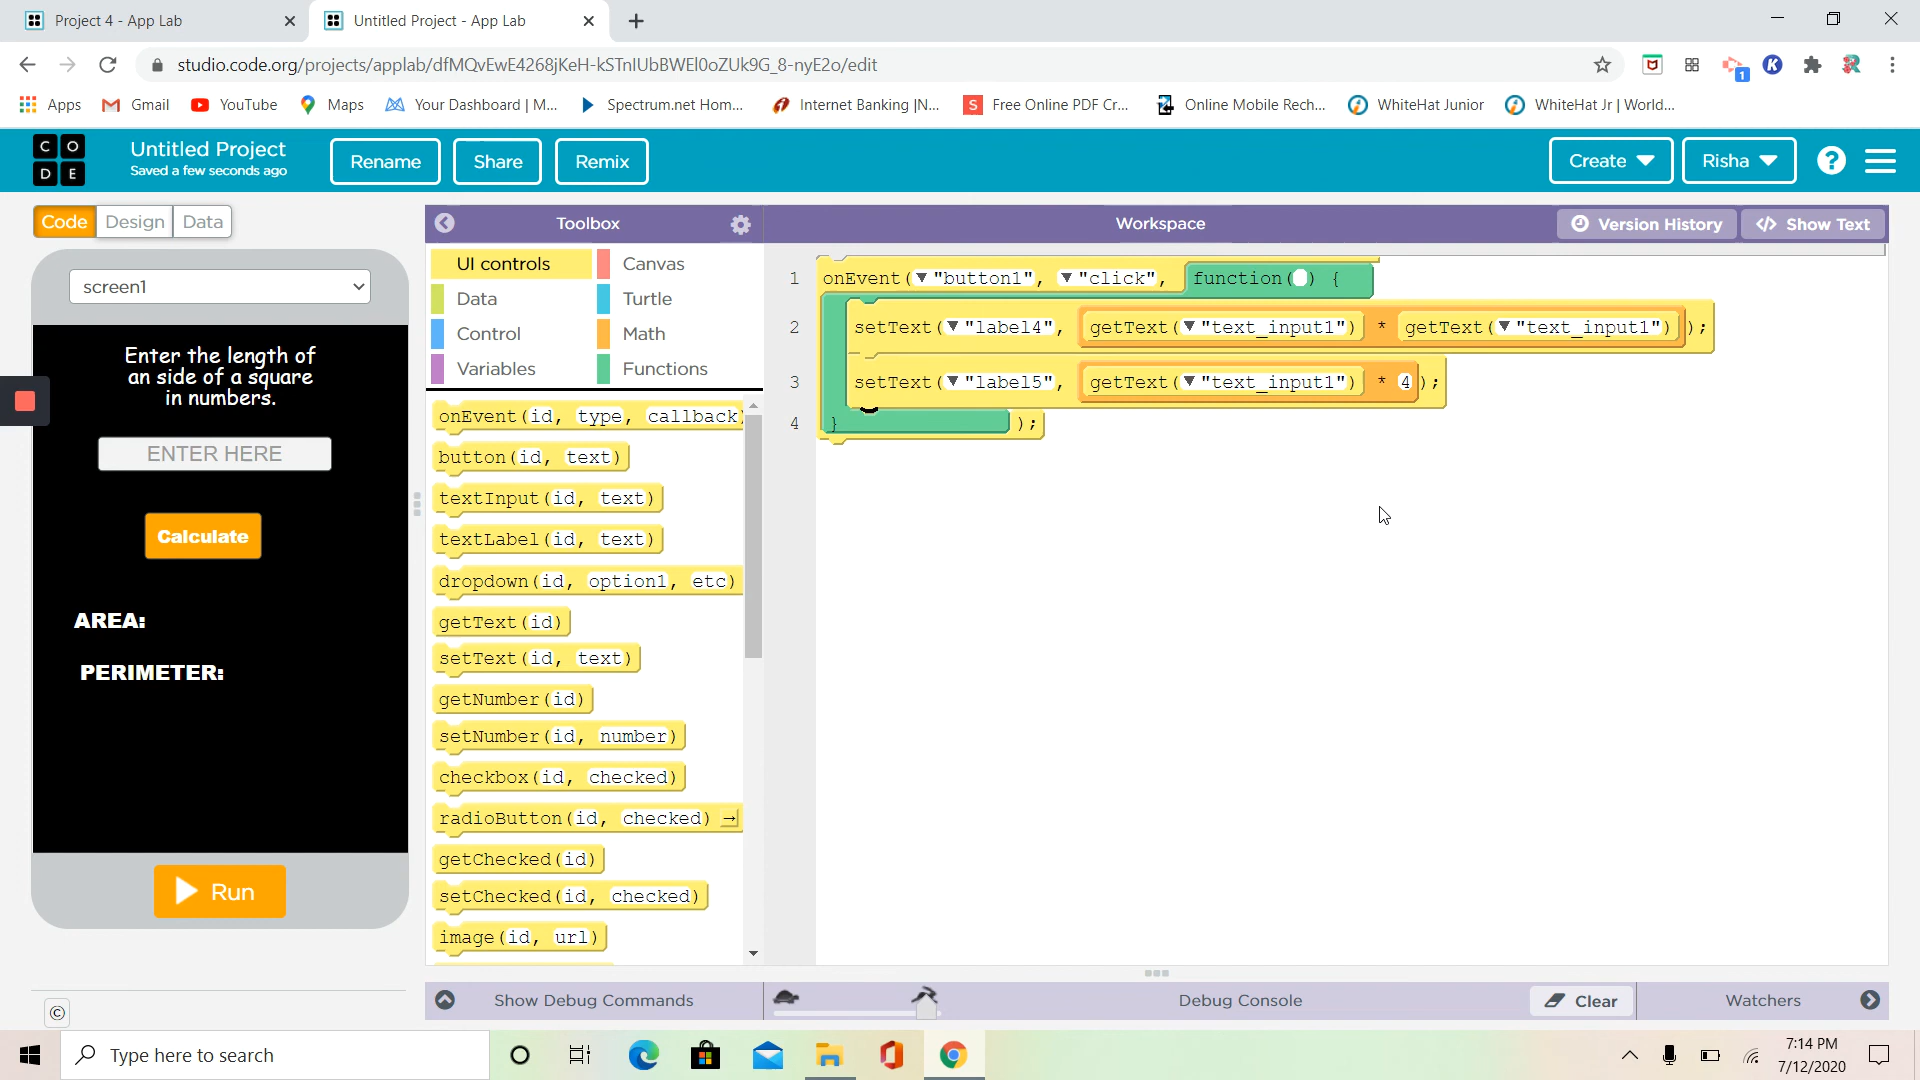 Project 4 - App Lab
Untitled Project - App Lab
studio.code.org/projects/applab/dfMQvEwE4268jKeH-kSTnIUbBWEl0oZUk9G_8-nyE2o/edit
1
K
Apps
Gmail
YouTube
Maps
Your Dashboard | M...
Spectrum.net Hom...
Internet Banking |N...
S
Free Online PDF Cr...
Online Mobile Rech...
WhiteHat Junior
WhiteHat Jr | World...
C O
D E
Untitled Project
Saved a few seconds ago
Rename
Share
Remix
Create
Risha
?
Code
Design
Data
Toolbox
Workspace
Version History
</> Show Text
screen1
Enter the length of
an side of a square
in numbers.
ENTER HERE
Calculate
AREA:
PERIMETER:
Run
©
UI controls
Canvas
Data
Turtle
Control
Math
Variables
Functions
onEvent(id, type, callback)
button(id, text)
textInput(id, text)
textLabel(id, text)
dropdown(id, option1, etc)
getText(id)
setText(id, text)
getNumber(id)
setNumber(id, number)
checkbox(id, checked)
radioButton(id, checked) →
getChecked(id)
setChecked(id, checked)
image(id, url)
1 onEvent(▼"button1", ▼"click", function( ) {
2 setText(▼"label4", getText(▼"text_input1") * getText(▼"text_input1"));
3 setText(▼"label5", getText(▼"text_input1") * 4);
4 } );
Show Debug Commands
Debug Console
Clear
Watchers
Type here to search
7:14 PM
7/12/2020